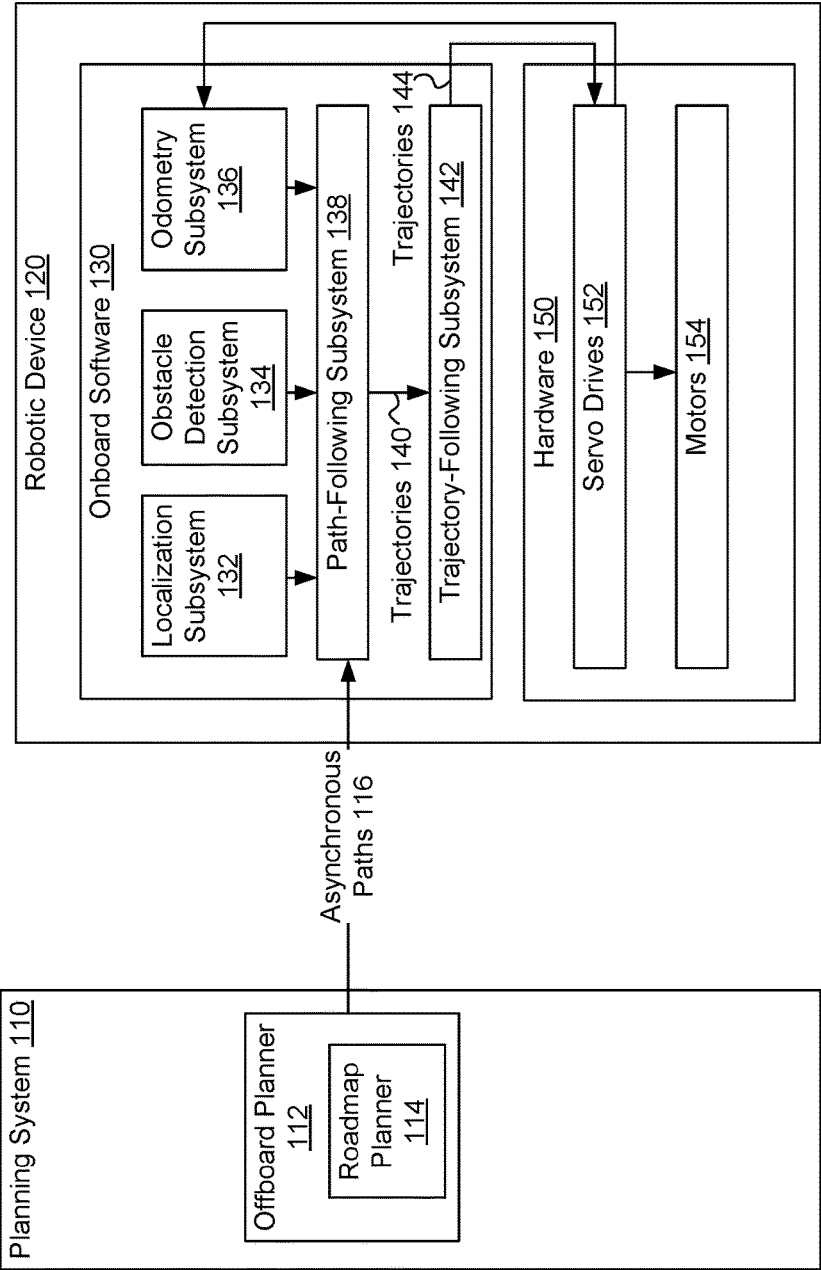 Planning System 110
Offboard Planner
112
Roadmap
Planner
114
Asynchronous
Paths 116
Robotic Device 120
Onboard Software 130
Localization
Subsystem
132
Obstacle
Detection
Subsystem
134
Odometry
Subsystem
136
Path-Following Subsystem 138
Trajectories 140
Trajectories 144
Trajectory-Following Subsystem 142
Hardware 150
Servo Drives 152
Motors 154